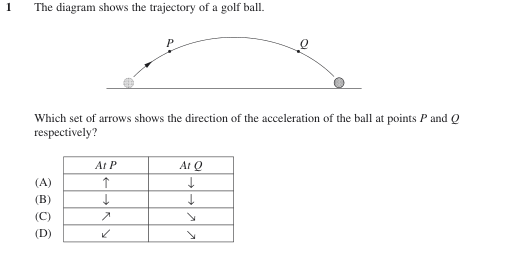 1 The diagram shows the trajectory of a golf ball.
P
Q
Which set of arrows shows the direction of the acceleration of the ball at points P and Q
respectively?
At P At Q
(A) ↑ ↓
(B) ↓ ↓
(C) ↗ ↘
(D) ↙ ↘